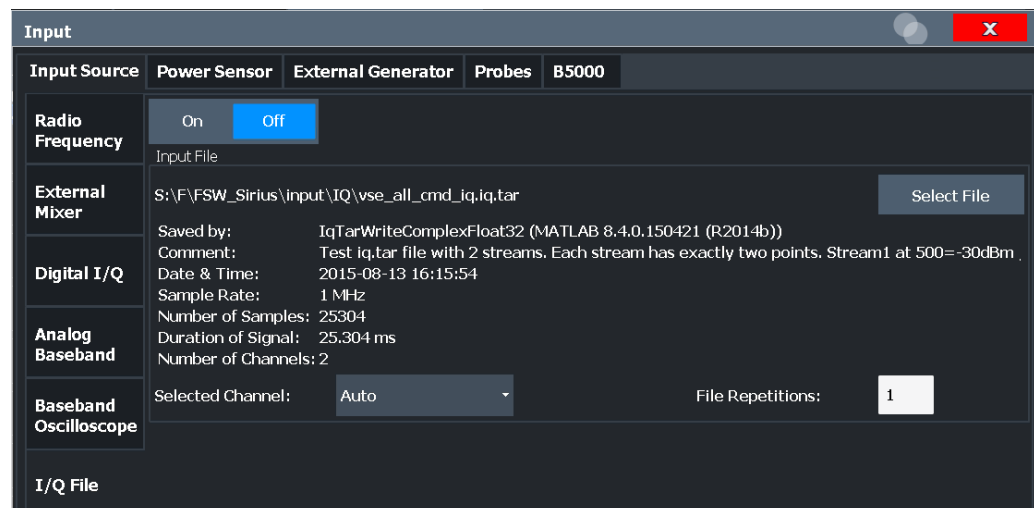 Input
X
Input Source Power Sensor External Generator Probes B5000
Radio
Frequency
On Off
Input File
External
Mixer
S:\F\FSW_Sirius\input\IQ\vse_all_cmd_iq.iq.tar
Select File
Saved by: IqTarWriteComplexFloat32 (MATLAB 8.4.0.150421 (R2014b))
Comment: Test iq.tar file with 2 streams. Each stream has exactly two points. Stream1 at 500=-30dBm
Digital I/Q
Date & Time: 2015-08-13 16:15:54
Sample Rate: 1 MHz
Number of Samples: 25304
Analog
Baseband
Duration of Signal: 25.304 ms
Number of Channels: 2
Baseband
Oscilloscope
Selected Channel: Auto
File Repetitions: 1
I/Q File